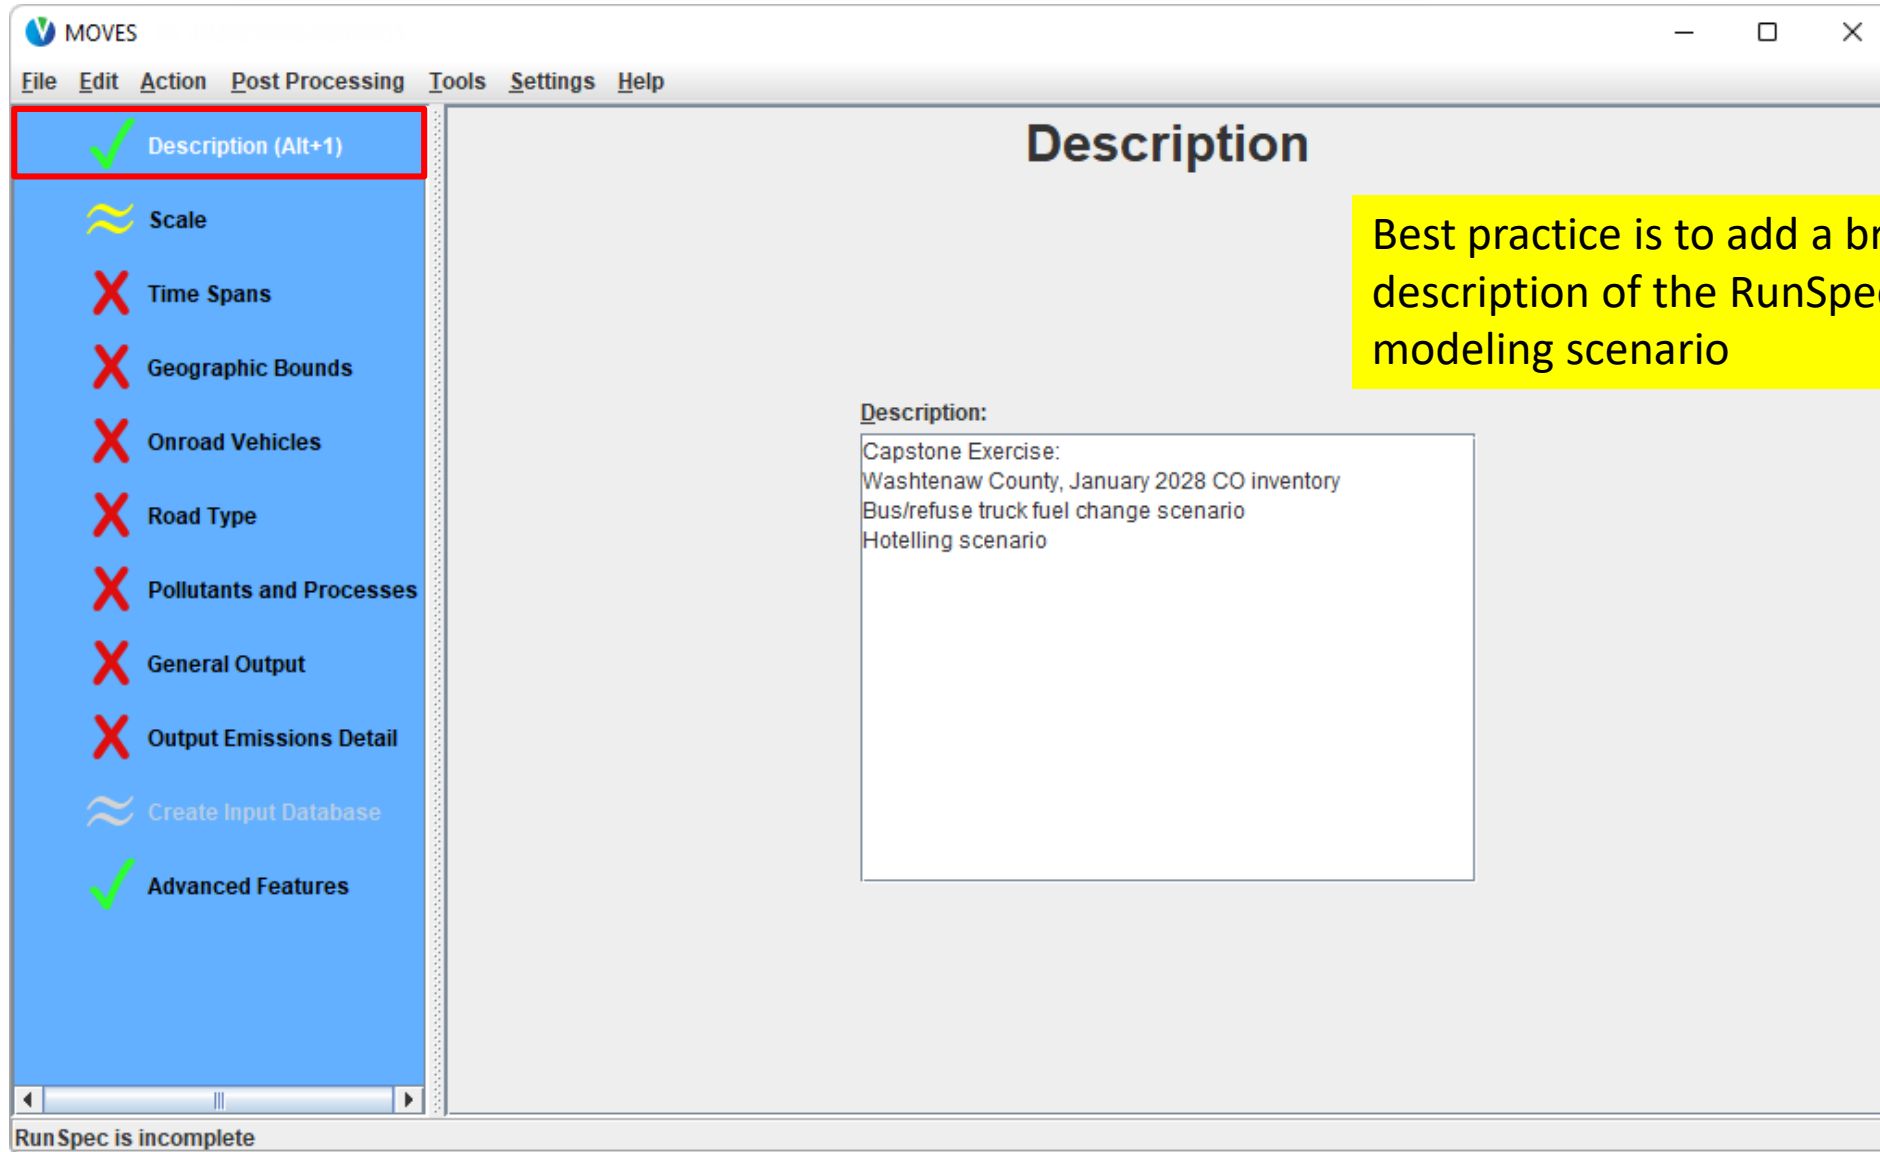 MOVES
File Edit Action Post Processing Tools Settings Help
Description (Alt+1)
Scale
Time Spans
Geographic Bounds
Onroad Vehicles
Road Type
Pollutants and Processes
General Output
Output Emissions Detail
Create Input Database
Advanced Features
Description
Best practice is to add a
description of the
modeling scenario
Description:
Capstone Exercise:
Washtenaw County, January 2028 CO inventory
Bus/refuse truck fuel change scenario
Hotelling scenario
RunSpec is incomplete